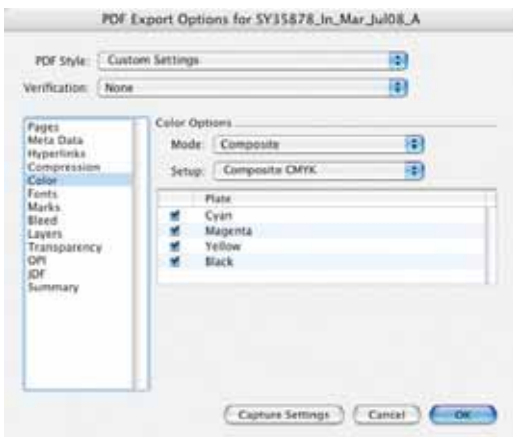 PDF Export Options for SY35878_In_Mar_Jul08_A
PDF Style: Custom Settings
Verification: None
Pages
Meta Data
Hyperlinks
Compression
Color
Fonts
Marks
Bleed
Layers
Transparency
OPI
JDF
Summary
Color Options
Mode: Composite
Setup: Composite CMYK
Plate
Cyan
Magenta
Yellow
Black
Capture Settings
Cancel
OK